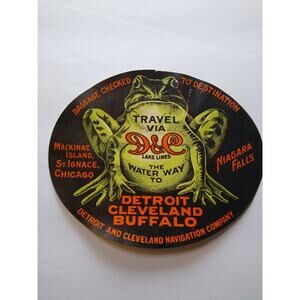 BAGGAGE CHECKED TO DESTINATION
TRAVEL
VIA
D&C
LAKE LINES
THE
WATER WAY
TO
MACKINAC
ISLAND,
ST. IGNACE,
CHICAGO
NIAGARA
FALLS
DETROIT
CLEVELAND
BUFFALO
DETROIT AND CLEVELAND NAVIGATION COMPANY